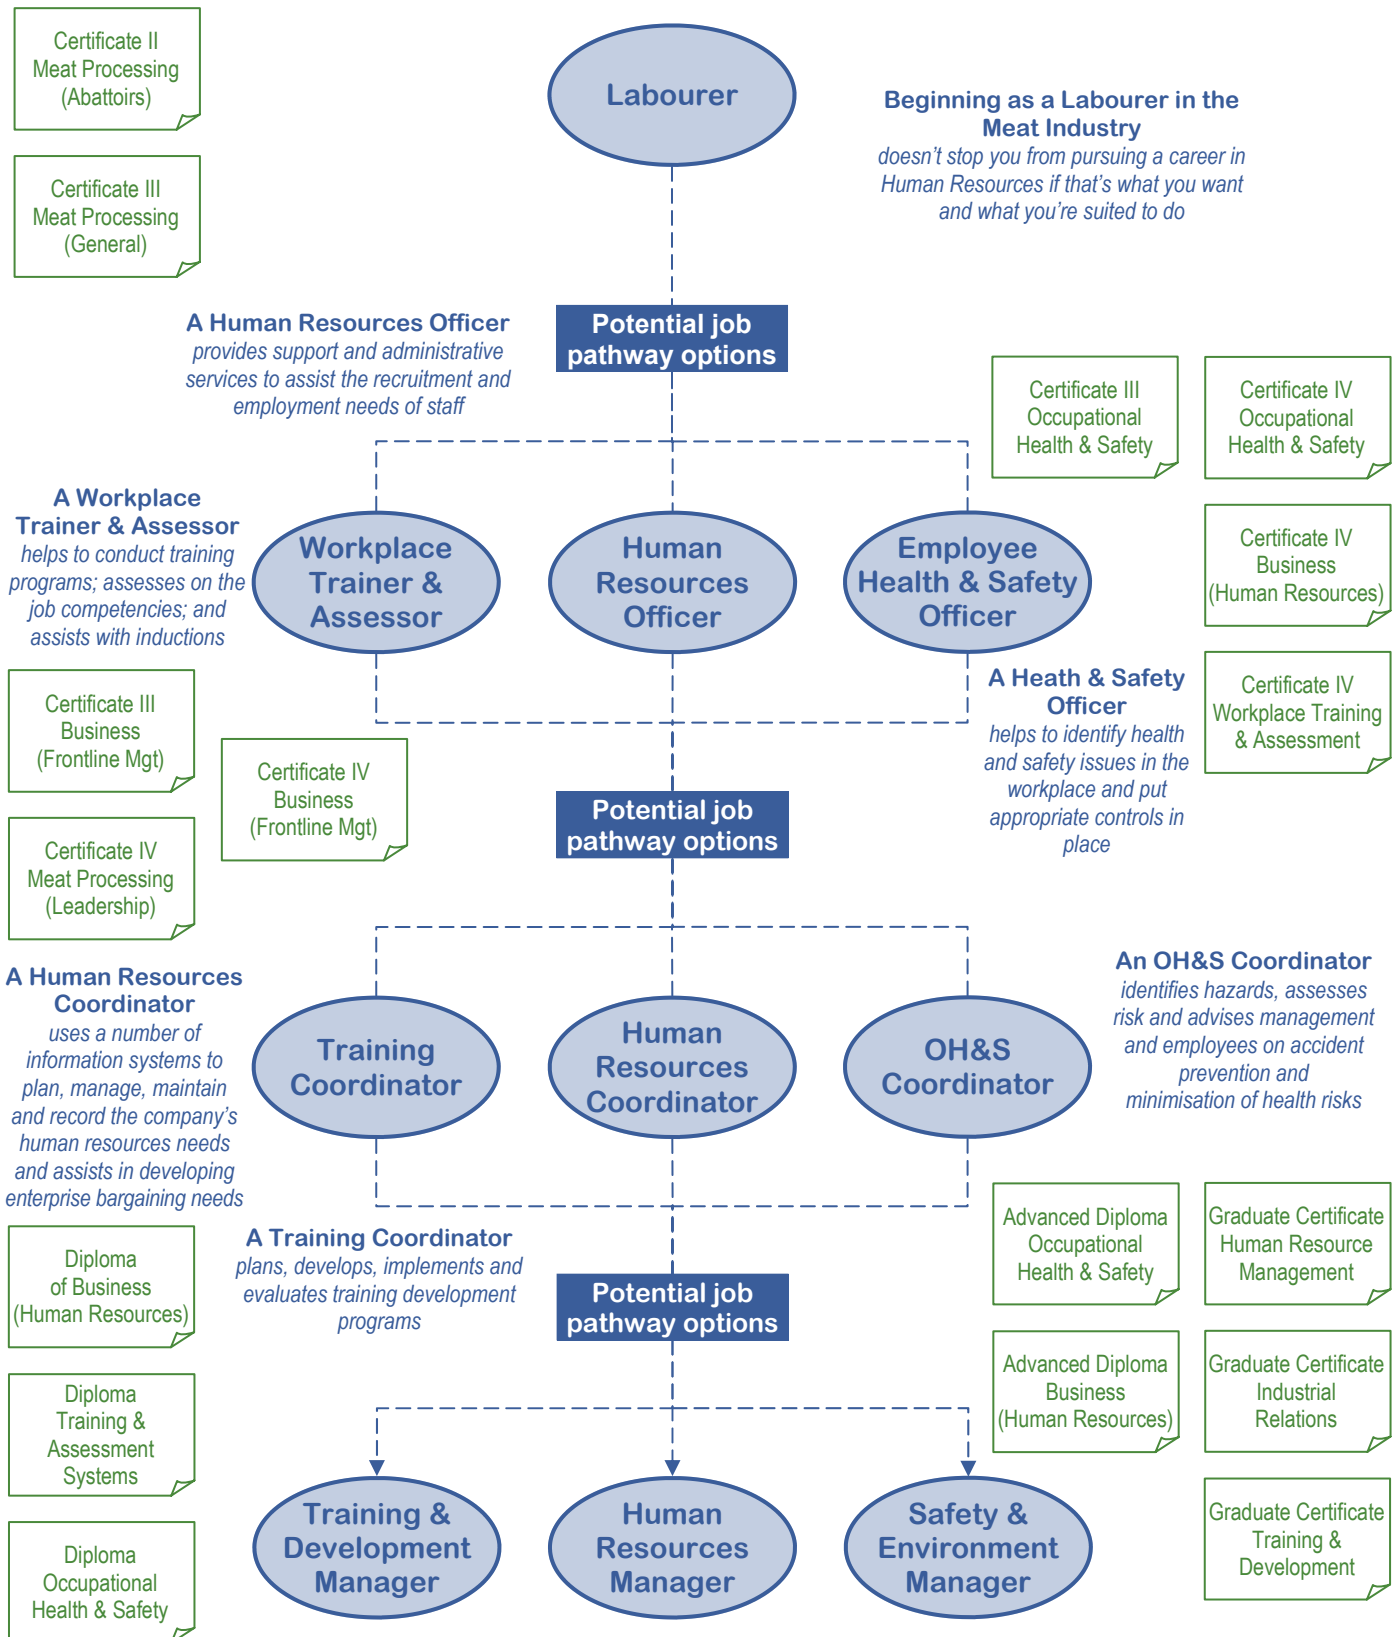 Certificate II
Meat Processing
(Abattoirs)
Labourer
Beginning as a Labourer in the
Meat Industry
doesn't stop you from pursuing a career in
Human Resources if that's what you want
and what you're suited to do
Certificate III
Meat Processing
(General)
A Human Resources Officer
provides support and administrative
services to assist the recruitment and
employment needs of staff
Potential job
pathway options
Certificate III
Occupational
Health & Safety
Certificate IV
Occupational
Health & Safety
A Workplace
Trainer & Assessor
helps to conduct training
programs; assesses on the
job competencies; and
assists with inductions
Workplace
Trainer &
Assessor
Human
Resources
Officer
Employee
Health & Safety
Officer
Certificate IV
Business
(Human Resources)
Certificate III
Business
(Frontline Mgt)
Certificate IV
Business
(Frontline Mgt)
A Heath & Safety
Officer
helps to identify health
and safety issues in the
workplace and put
appropriate controls in
place
Certificate IV
Workplace Training
& Assessment
Potential job
pathway options
Certificate IV
Meat Processing
(Leadership)
A Human Resources
Coordinator
uses a number of
information systems to
plan, manage, maintain
and record the company's
human resources needs
and assists in developing
enterprise bargaining needs
Training
Coordinator
Human
Resources
Coordinator
OH&S
Coordinator
An OH&S Coordinator
identifies hazards, assesses
risk and advises management
and employees on accident
prevention and
minimisation of health risks
Diploma
of Business
(Human Resources)
A Training Coordinator
plans, develops, implements and
evaluates training development
programs
Potential job
pathway options
Advanced Diploma
Occupational
Health & Safety
Graduate Certificate
Human Resource
Management
Diploma
Training &
Assessment
Systems
Advanced Diploma
Business
(Human Resources)
Graduate Certificate
Industrial
Relations
Diploma
Occupational
Health & Safety
Training &
Development
Manager
Human
Resources
Manager
Safety &
Environment
Manager
Graduate Certificate
Training &
Development